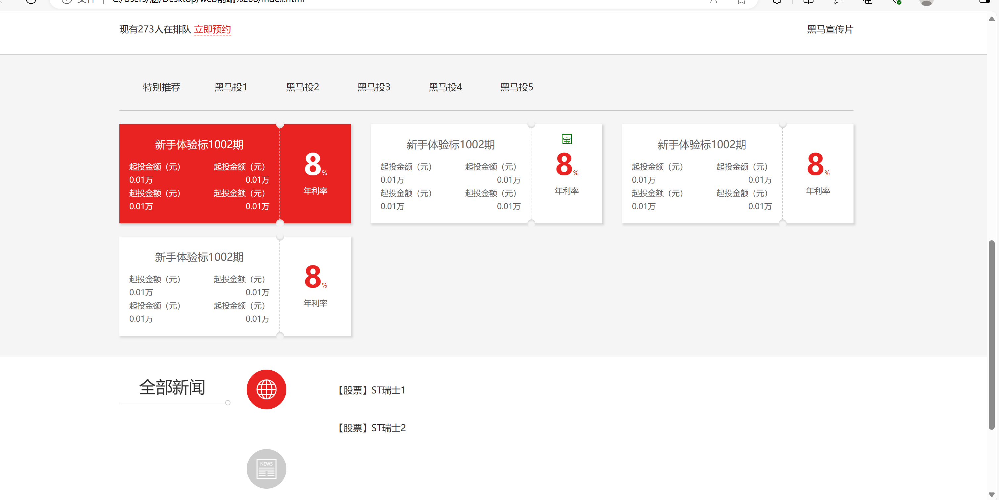 现有273人在排队 立即预约 黑马宣传片
特别推荐 黑马投1 黑马投2 黑马投3 黑马投4 黑马投5
新手体验标1002期
起投金额（元） 起投金额（元）
0.01万 0.01万
起投金额（元） 起投金额（元）
0.01万 0.01万
8%
年利率
新手体验标1002期
起投金额（元） 起投金额（元）
0.01万 0.01万
起投金额（元） 起投金额（元）
0.01万 0.01万
宝
8%
年利率
新手体验标1002期
起投金额（元） 起投金额（元）
0.01万 0.01万
起投金额（元） 起投金额（元）
0.01万 0.01万
8%
年利率
新手体验标1002期
起投金额（元） 起投金额（元）
0.01万 0.01万
起投金额（元） 起投金额（元）
0.01万 0.01万
8%
年利率
全部新闻
【股票】ST瑞士1
【股票】ST瑞士2
NEWS